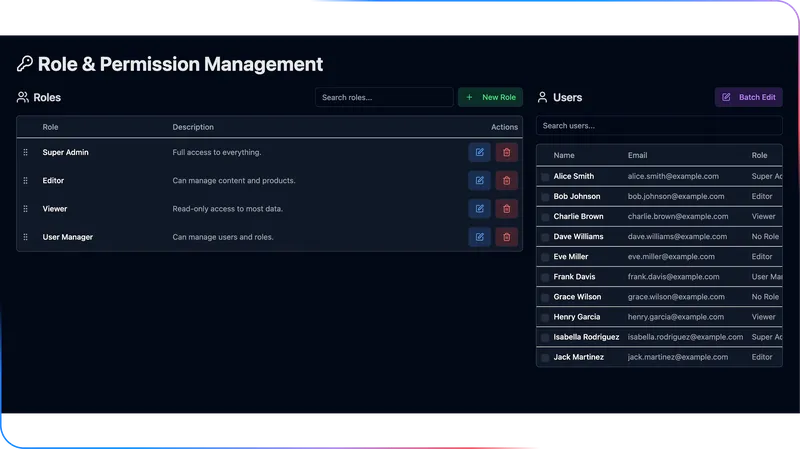 Role & Permission Management
Roles
Search roles...
+ New Role
Role Description Actions
Super Admin Full access to everything.
Editor Can manage content and products.
Viewer Read-only access to most data.
User Manager Can manage users and roles.
Users
Batch Edit
Search users...
Name Email Role
Alice Smith alice.smith@example.com Super Ad
Bob Johnson bob.johnson@example.com Editor
Charlie Brown charlie.brown@example.com Viewer
Dave Williams dave.williams@example.com No Role
Eve Miller eve.miller@example.com Editor
Frank Davis frank.davis@example.com User Man
Grace Wilson grace.wilson@example.com No Role
Henry Garcia henry.garcia@example.com Viewer
Isabella Rodriguez isabella.rodriguez@example.com Super Ad
Jack Martinez jack.martinez@example.com Editor